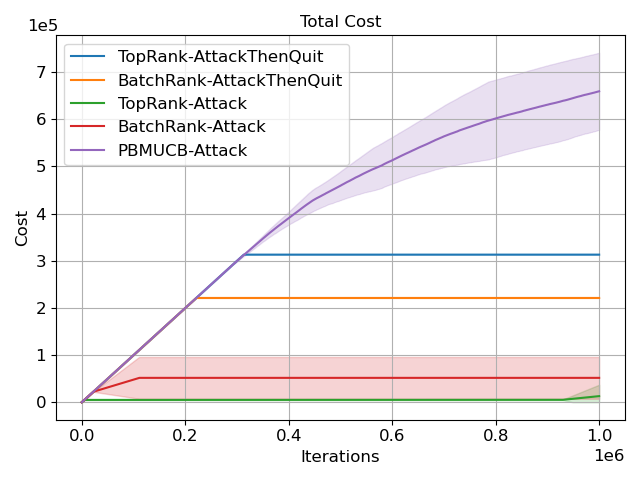 Total Cost
1e5
TopRank-AttackThenQuit
BatchRank-AttackThenQuit
TopRank-Attack
BatchRank-Attack
PBMUCB-Attack
7
6
5
4
3
2
1
0
Cost
0.0 0.2 0.4 0.6 0.8 1.0
Iterations
1e6